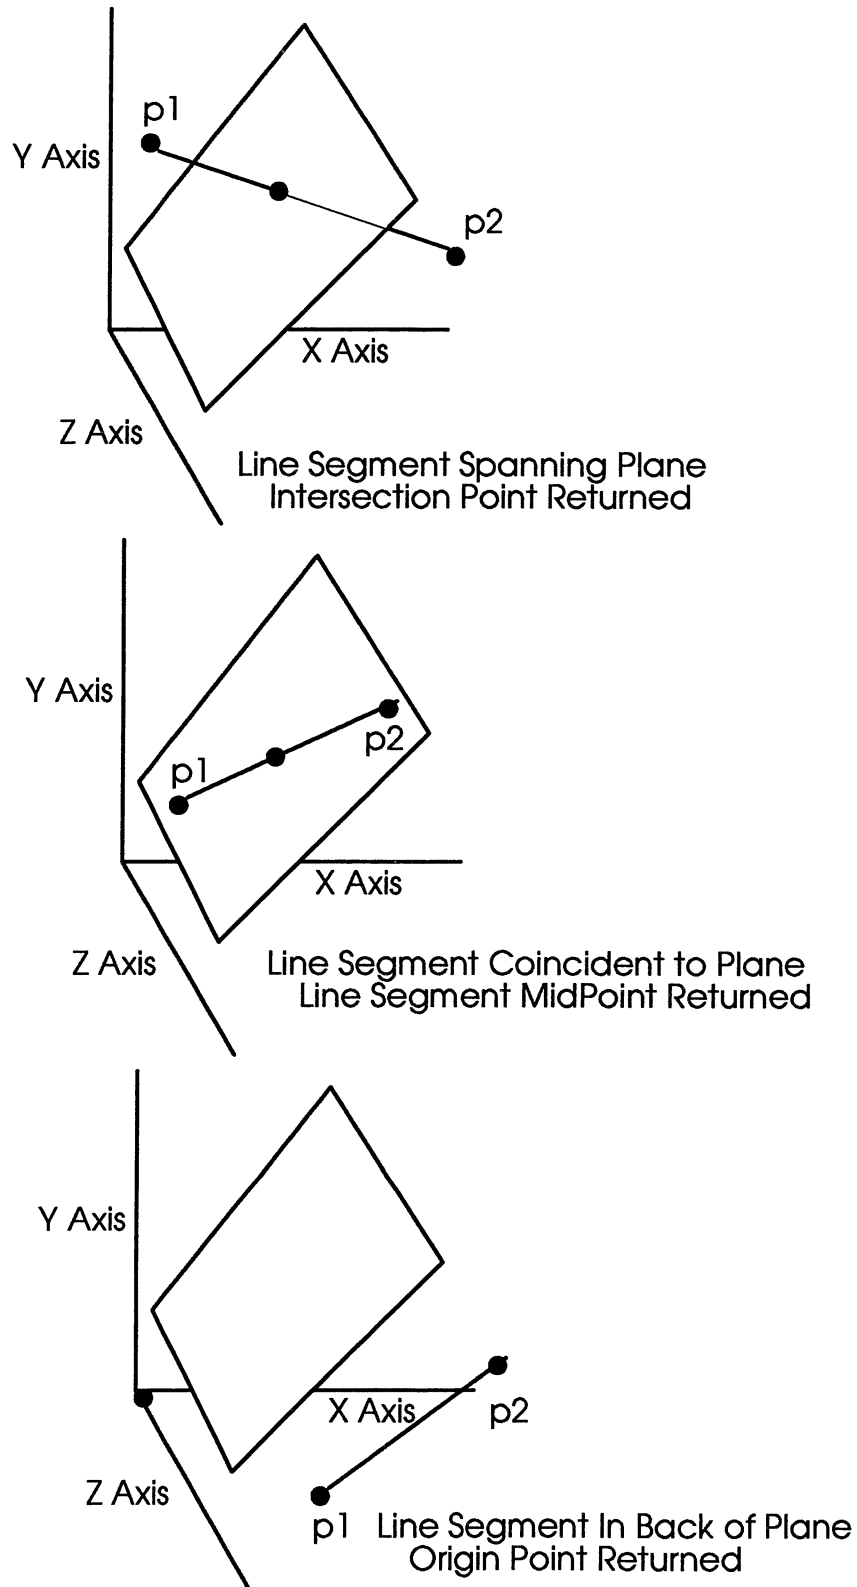 p1
Y Axis
p2
X Axis
Z Axis
Line Segment Spanning Plane
Intersection Point Returned
Y Axis
p2
p1
X Axis
Z Axis
Line Segment Coincident to Plane
Line Segment MidPoint Returned
Y Axis
X Axis
p2
Z Axis
p1 Line Segment In Back of Plane
Origin Point Returned